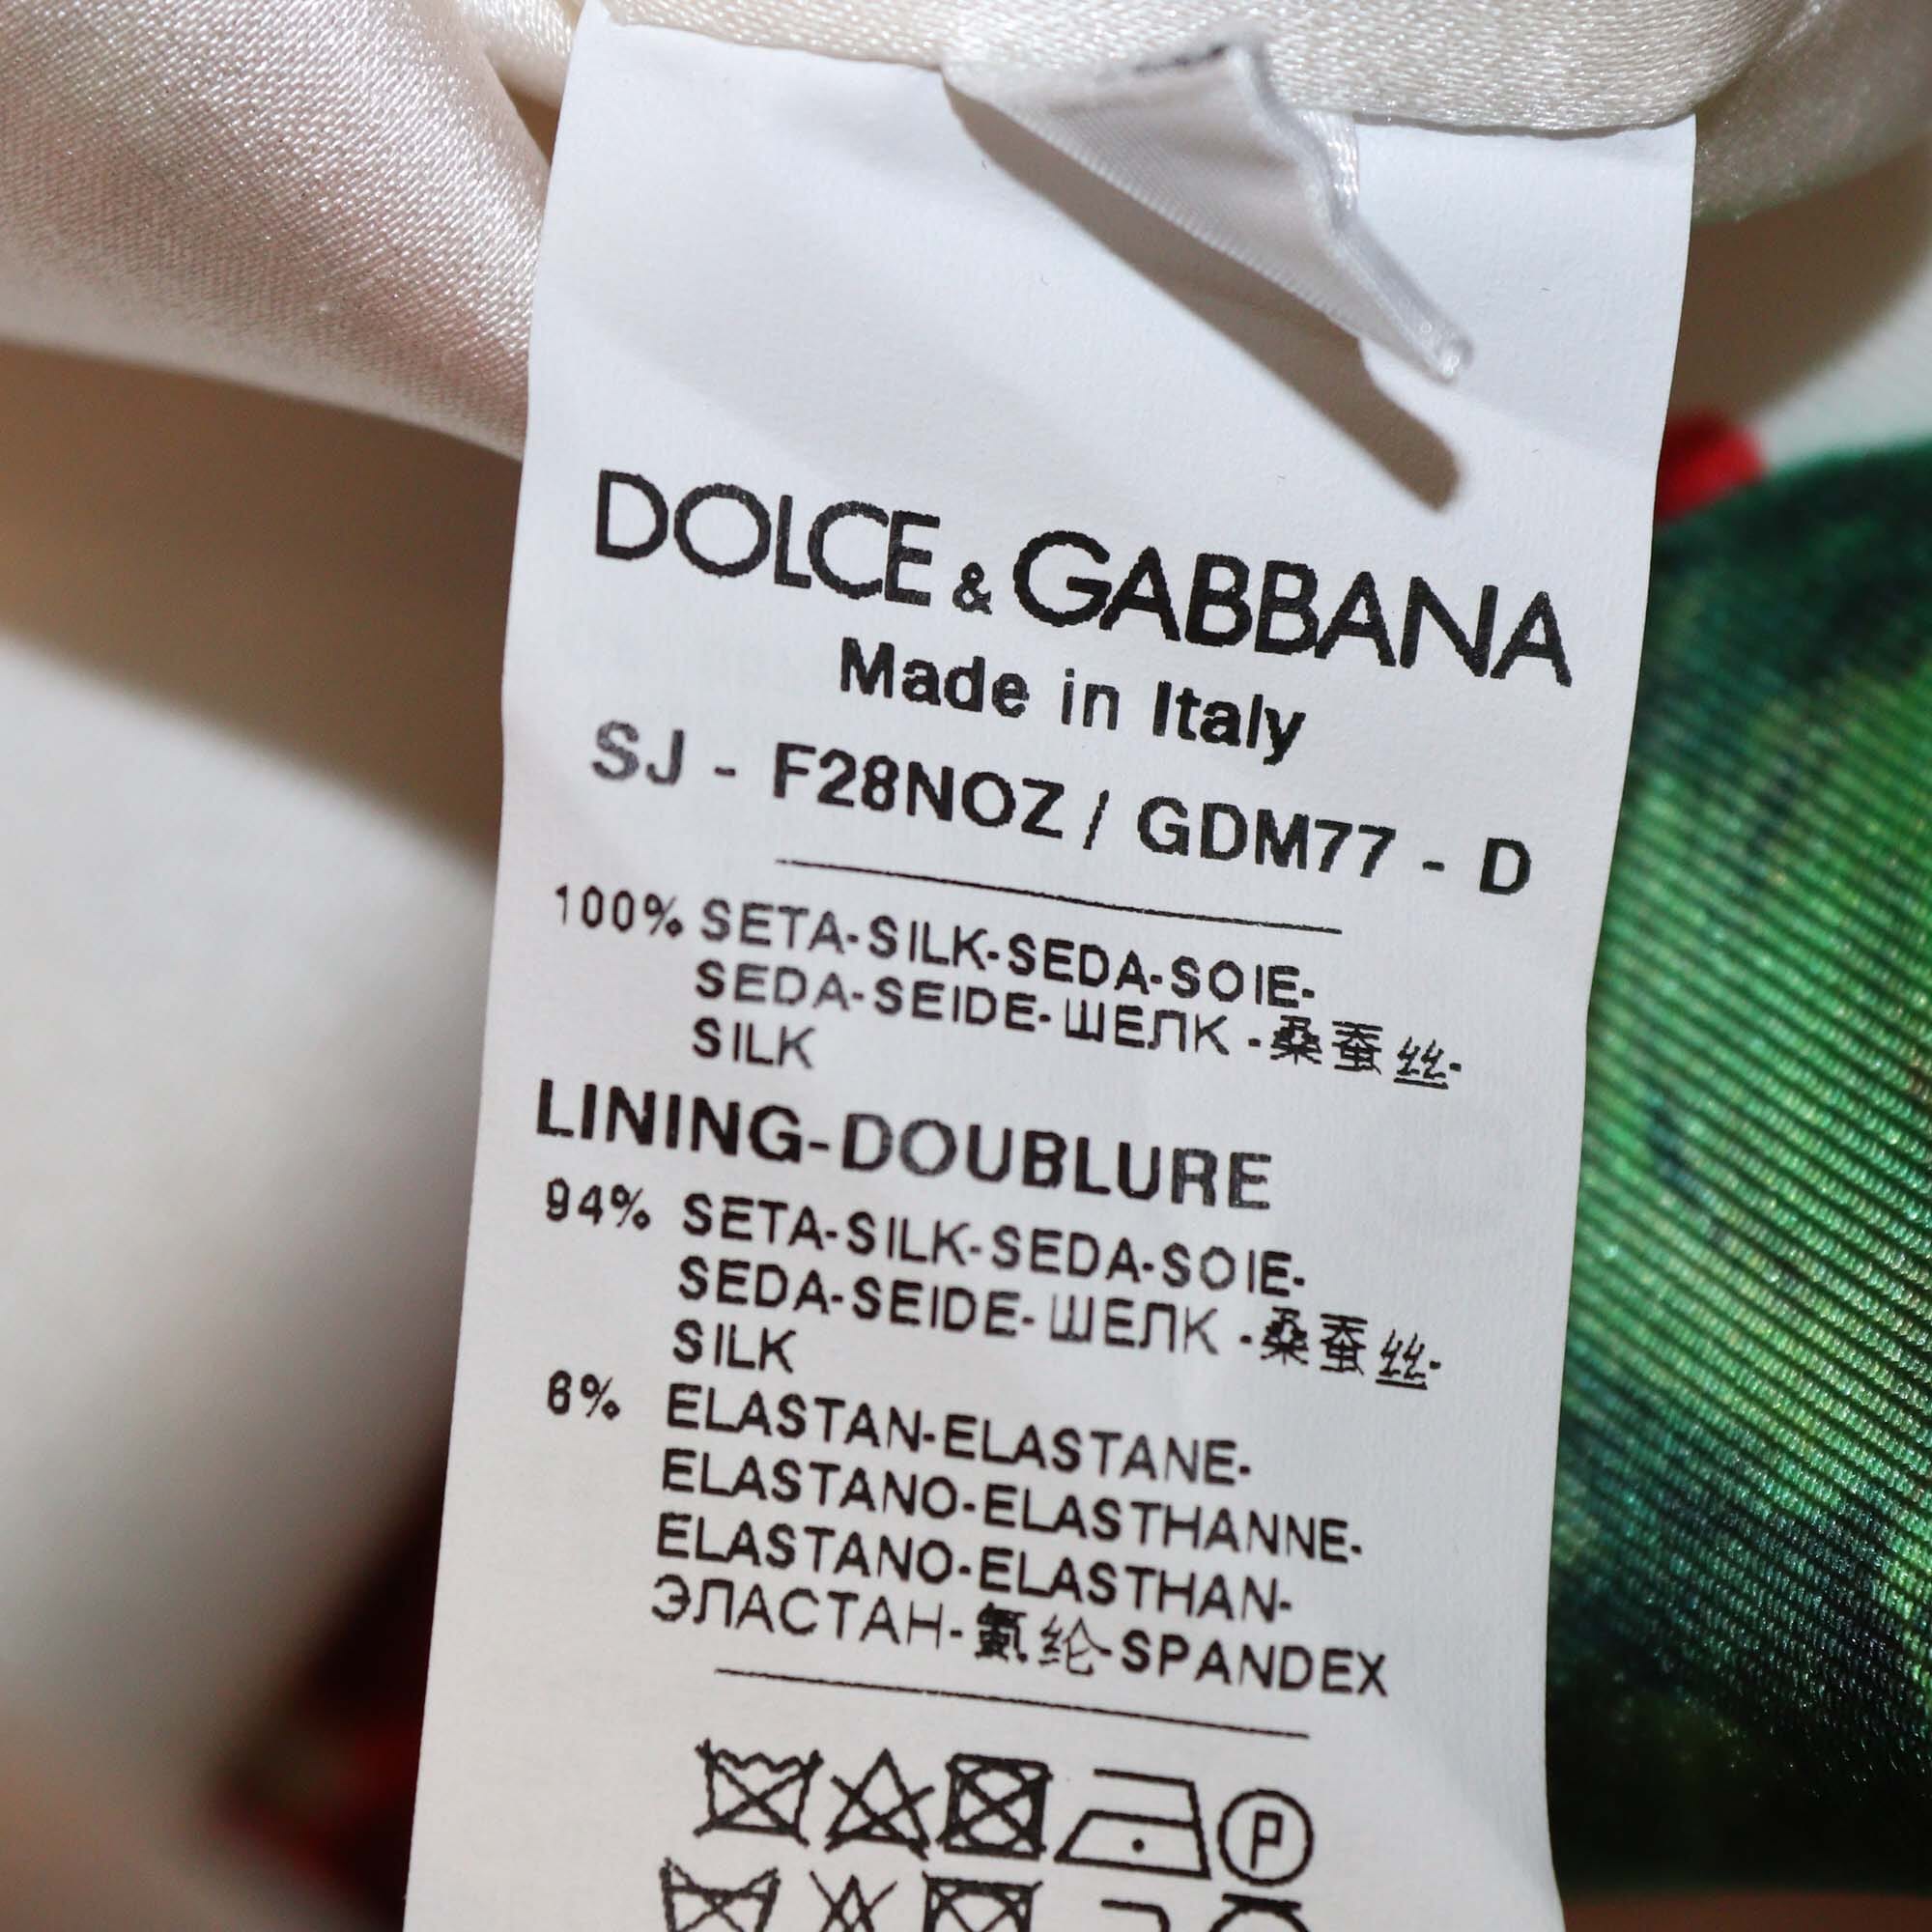 DOLCE & GABBANA
Made in Italy
SJ - F28NOZ / GDM77 - D
100% SETA-SILK-SEDA-SOIE-
SEDA-SEIDE-ШЕЛК-桑蚕丝-
SILK
LINING-DOUBLURE
94% SETA-SILK-SEDA-SOIE-
SEDA-SEIDE-ШЕЛК-桑蚕丝-
SILK
6% ELASTAN-ELASTANE-
ELASTANO-ELASTHANNE-
ELASTANO-ELASTHAN-
ЭЛАСТАН-氨纶-SPANDEX
P